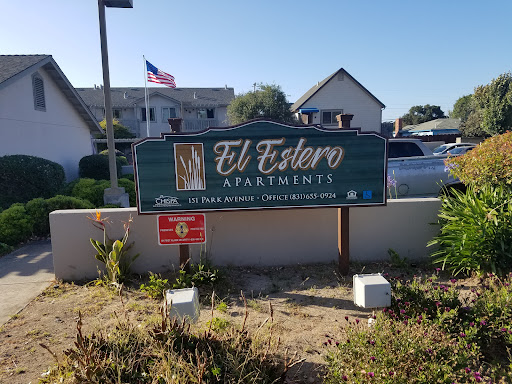 El Estero
APARTMENTS
CHISPA
151 PARK AVENUE · OFFICE (831) 655-0924
WARNING